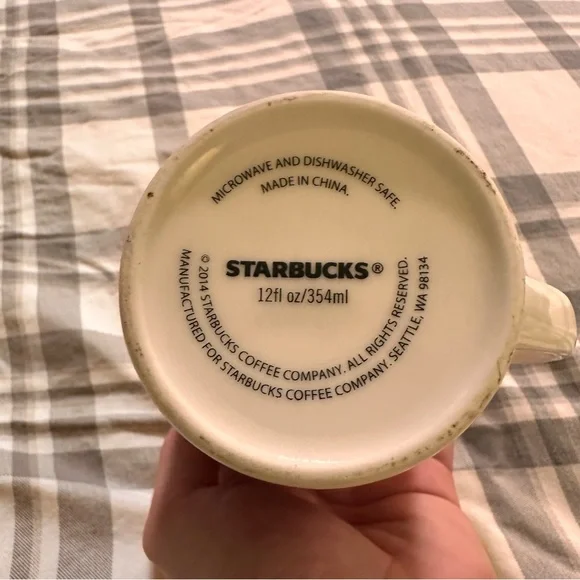 MICROWAVE AND DISHWASHER SAFE.
MADE IN CHINA.
STARBUCKS®
12fl oz/354ml
© 2014 STARBUCKS COFFEE COMPANY. ALL RIGHTS RESERVED.
MANUFACTURED FOR STARBUCKS COFFEE COMPANY. SEATTLE, WA 98134